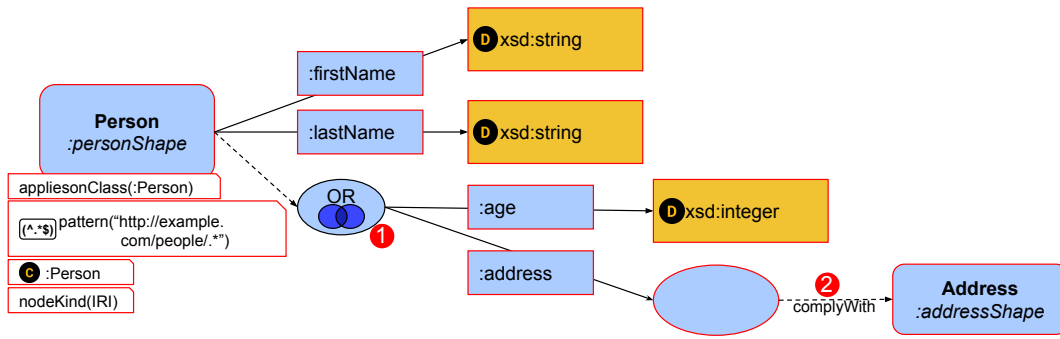 D xsd:string
:firstName
Person
:personShape
:lastName
D xsd:string
appliesonClass(:Person)
(^.*$) pattern("http://example.
com/people/.*")
C :Person
nodeKind(IRI)
OR
1
:age
D xsd:integer
:address
2
complyWith
Address
:addressShape